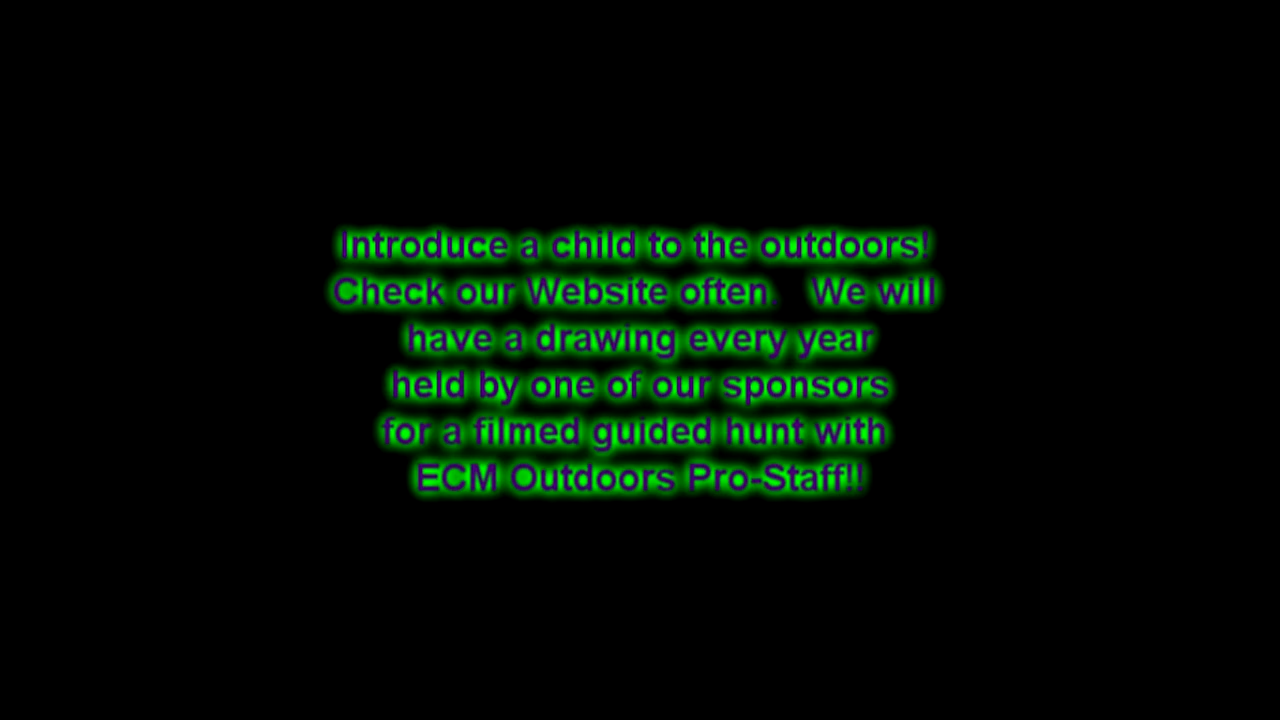 Introduce a child to the outdoors!
Check our Website often.   We will
have a drawing every year
held by one of our sponsors
for a filmed guided hunt with
ECM Outdoors Pro-Staff!!